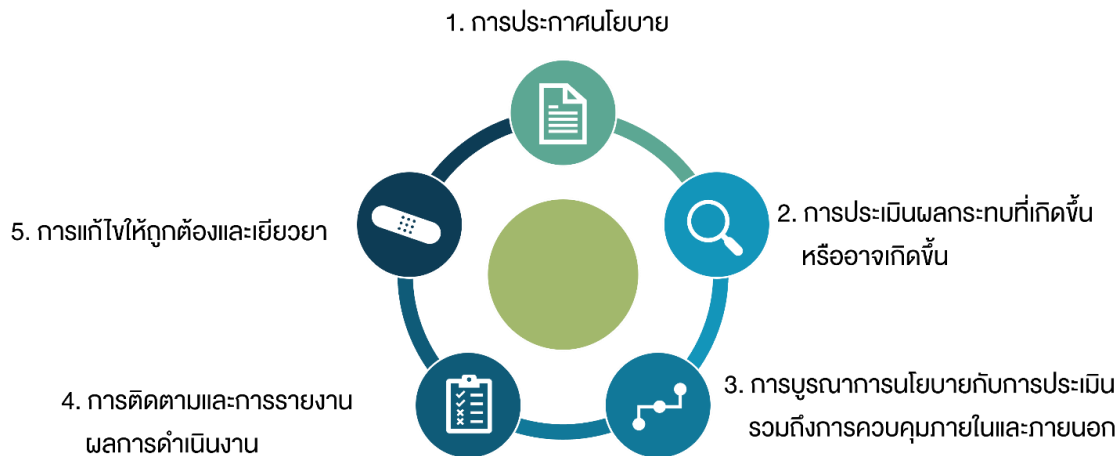 1. การประกาศนโยบาย
2. การประเมินผลกระทบที่เกิดขึ้น
หรืออาจเกิดขึ้น
3. การบูรณาการนโยบายกับการประเมิน
รวมถึงการควบคุมภายในและภายนอก
4. การติดตามและการรายงาน
ผลการดำเนินงาน
5. การแก้ไขให้ถูกต้องและเยียวยา